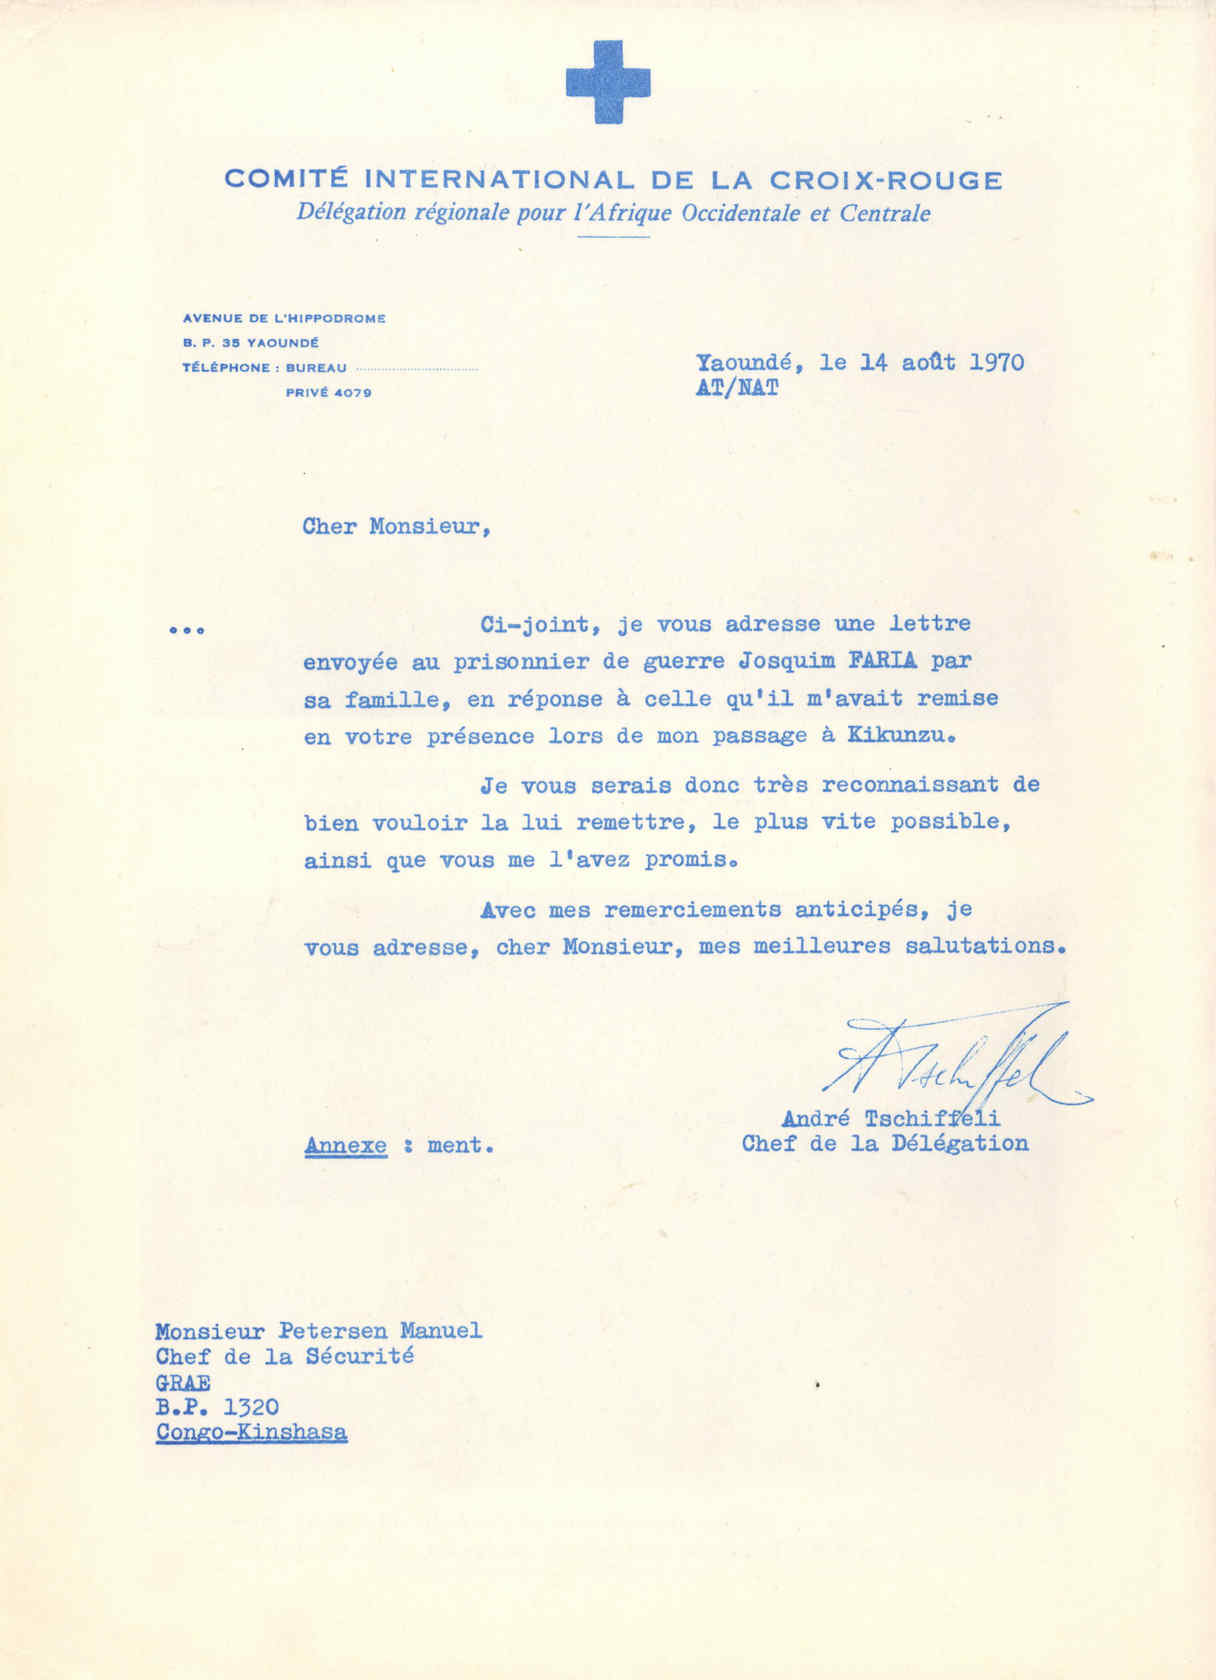 COMITÉ INTERNATIONAL DE LA CROIX-ROUGE
Délégation régionale pour l'Afrique Occidentale et Centrale
AVENUE DE L'HIPPODROME
B. P. 35 YAOUNDÉ
TÉLÉPHONE : BUREAU ................................
PRIVÉ 4079
Yaoundé, le 14 août 1970
AT/NAT
Cher Monsieur,
... Ci-joint, je vous adresse une lettre
envoyée au prisonnier de guerre Josquim FARIA par
sa famille, en réponse à celle qu'il m'avait remise
en votre présence lors de mon passage à Kikunzu.
Je vous serais donc très reconnaissant de
bien vouloir la lui remettre, le plus vite possible,
ainsi que vous me l'avez promis.
Avec mes remerciements anticipés, je
vous adresse, cher Monsieur, mes meilleures salutations.
A Tschiffeli
André Tschiffeli
Annexe : ment. Chef de la Délégation
Monsieur Petersen Manuel
Chef de la Sécurité
GRAE
B.P. 1320
Congo-Kinshasa